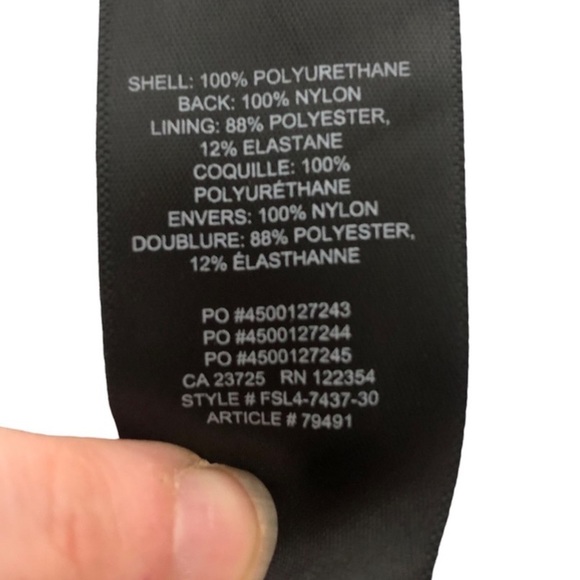 SHELL: 100% POLYURETHANE
BACK: 100% NYLON
LINING: 88% POLYESTER,
12% ELASTANE
COQUILLE: 100%
POLYURÉTHANE
ENVERS: 100% NYLON
DOUBLURE: 88% POLYESTER,
12% ÉLASTHANNE
PO #4500127243
PO #4500127244
PO #4500127245
CA 23725 RN 122354
STYLE # FSL4-7437-30
ARTICLE # 79491